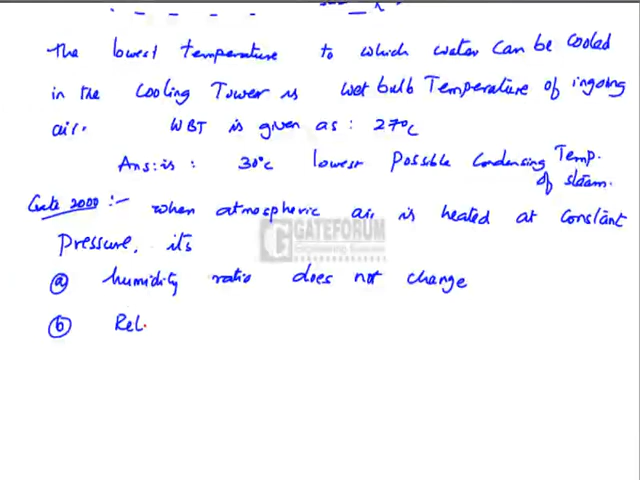 The lowest temperature to which water can be cooled
in the Cooling Tower is Wet bulb Temperature of ingoing
air. WBT is given as : 27°C
Ans: is : 30°C lowest possible Condensing Temp.
of steam.
Gate 2000 :- when atmospheric air is heated at Constant
Pressure, its
GATEFORUM
Engineering Success
(a) humidity ratio does not change
(b) Rel